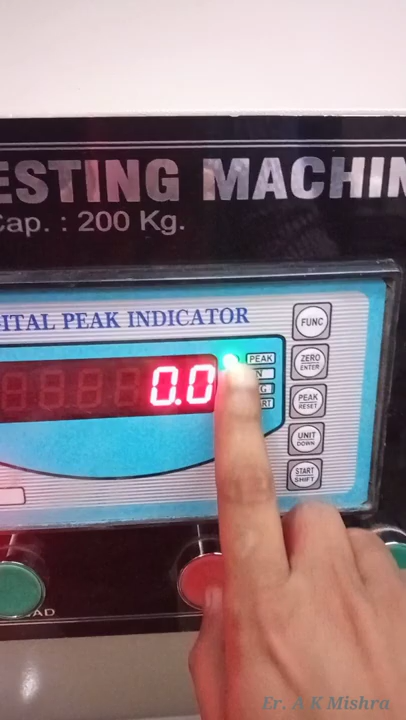 ESTING MACHIN
Cap. : 200 Kg.
ITAL PEAK INDICATOR
FUNC
0.0
PEAK
N
G
RT
ZERO
ENTER
PEAK
RESET
UNIT
DOWN
START
SHIFT
AD
Er. A K Mishra